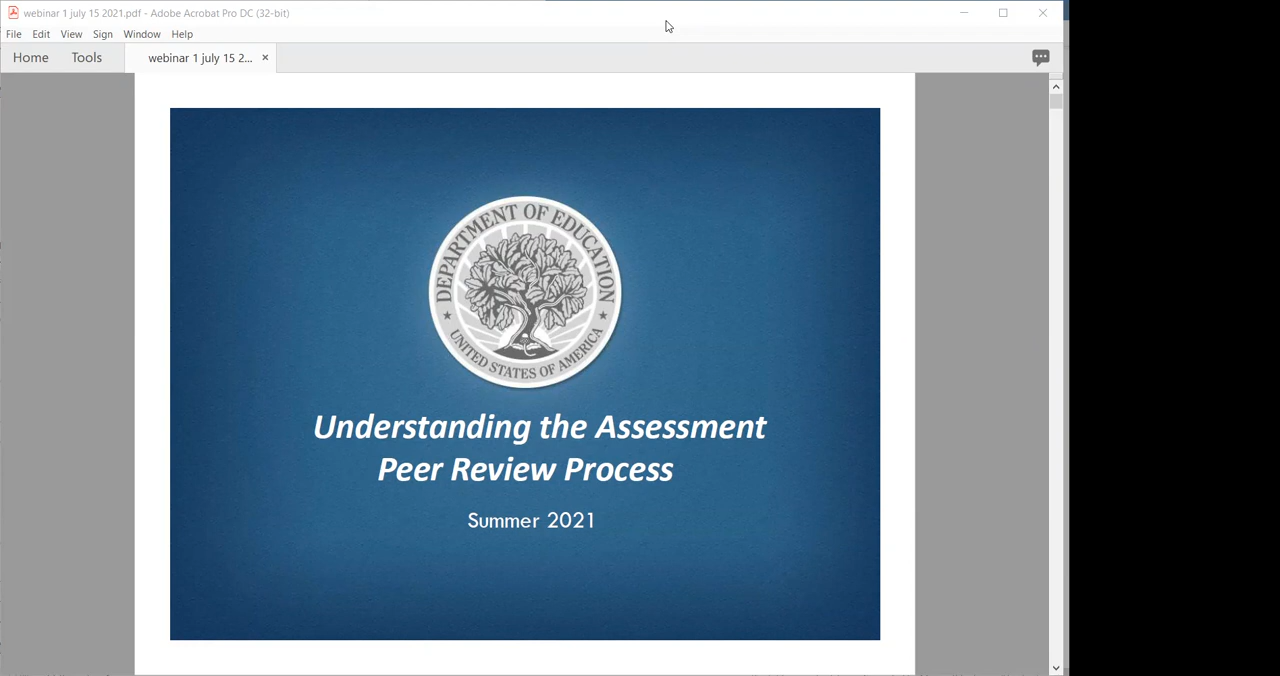 webinar 1 july 15 2021.pdf - Adobe Acrobat Pro DC (32-bit)
File Edit View Sign Window Help
Home Tools webinar 1 july 15 2... ×
DEPARTMENT OF EDUCATION
★ UNITED STATES OF AMERICA ★
Understanding the Assessment
Peer Review Process
Summer 2021